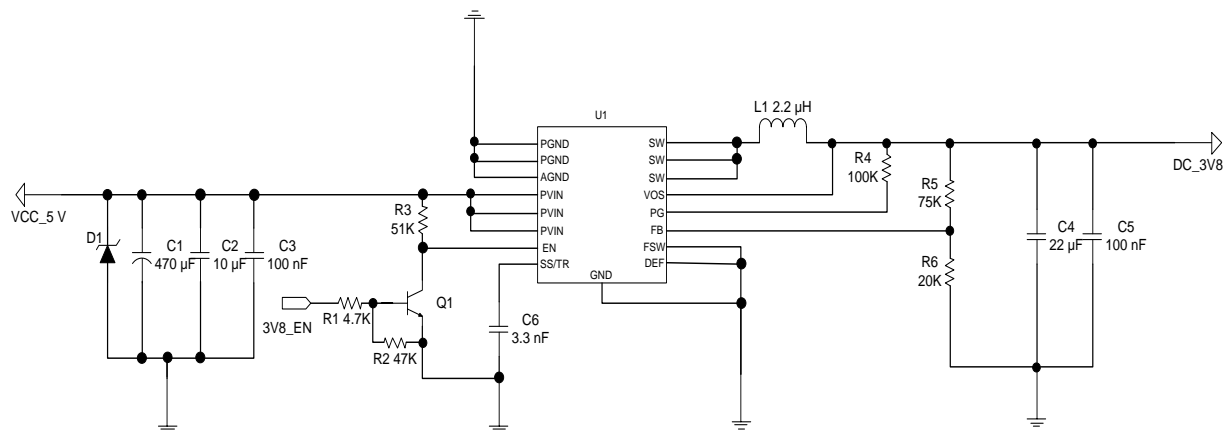 L1 2.2 µH
U1
PGND
PGND
AGND
PVIN
PVIN
PVIN
EN
SS/TR
GND
SW
SW
SW
VOS
PG
FB
FSW
DEF
VCC_5 V
D1
C1
470 µF
C2
10 µF
C3
100 nF
R3
51K
3V8_EN
R1 4.7K
R2 47K
Q1
C6
3.3 nF
R4
100K
R5
75K
R6
20K
C4
22 µF
C5
100 nF
DC_3V8